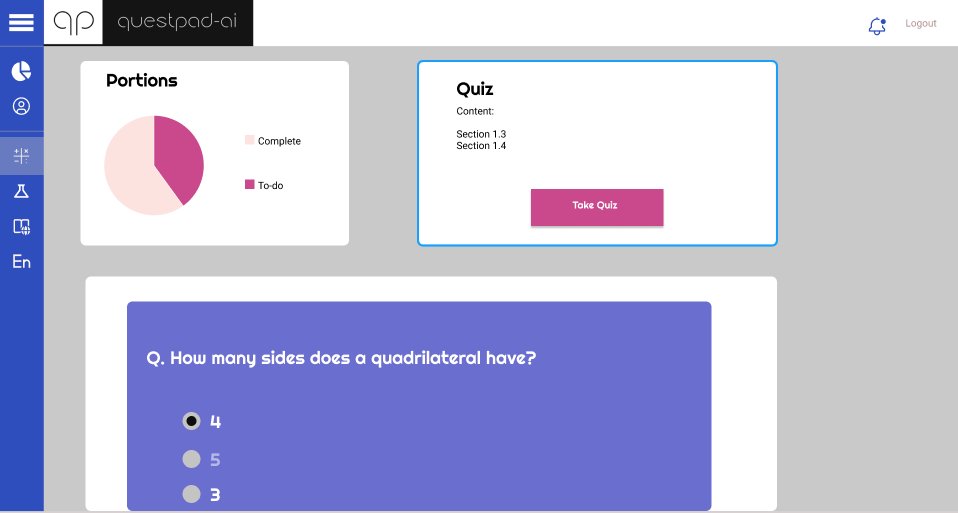 qp questpad-ai
Logout
Portions
Complete
To-do
Quiz
Content:
Section 1.3
Section 1.4
Take Quiz
En
Q. How many sides does a quadrilateral have?
4
5
3